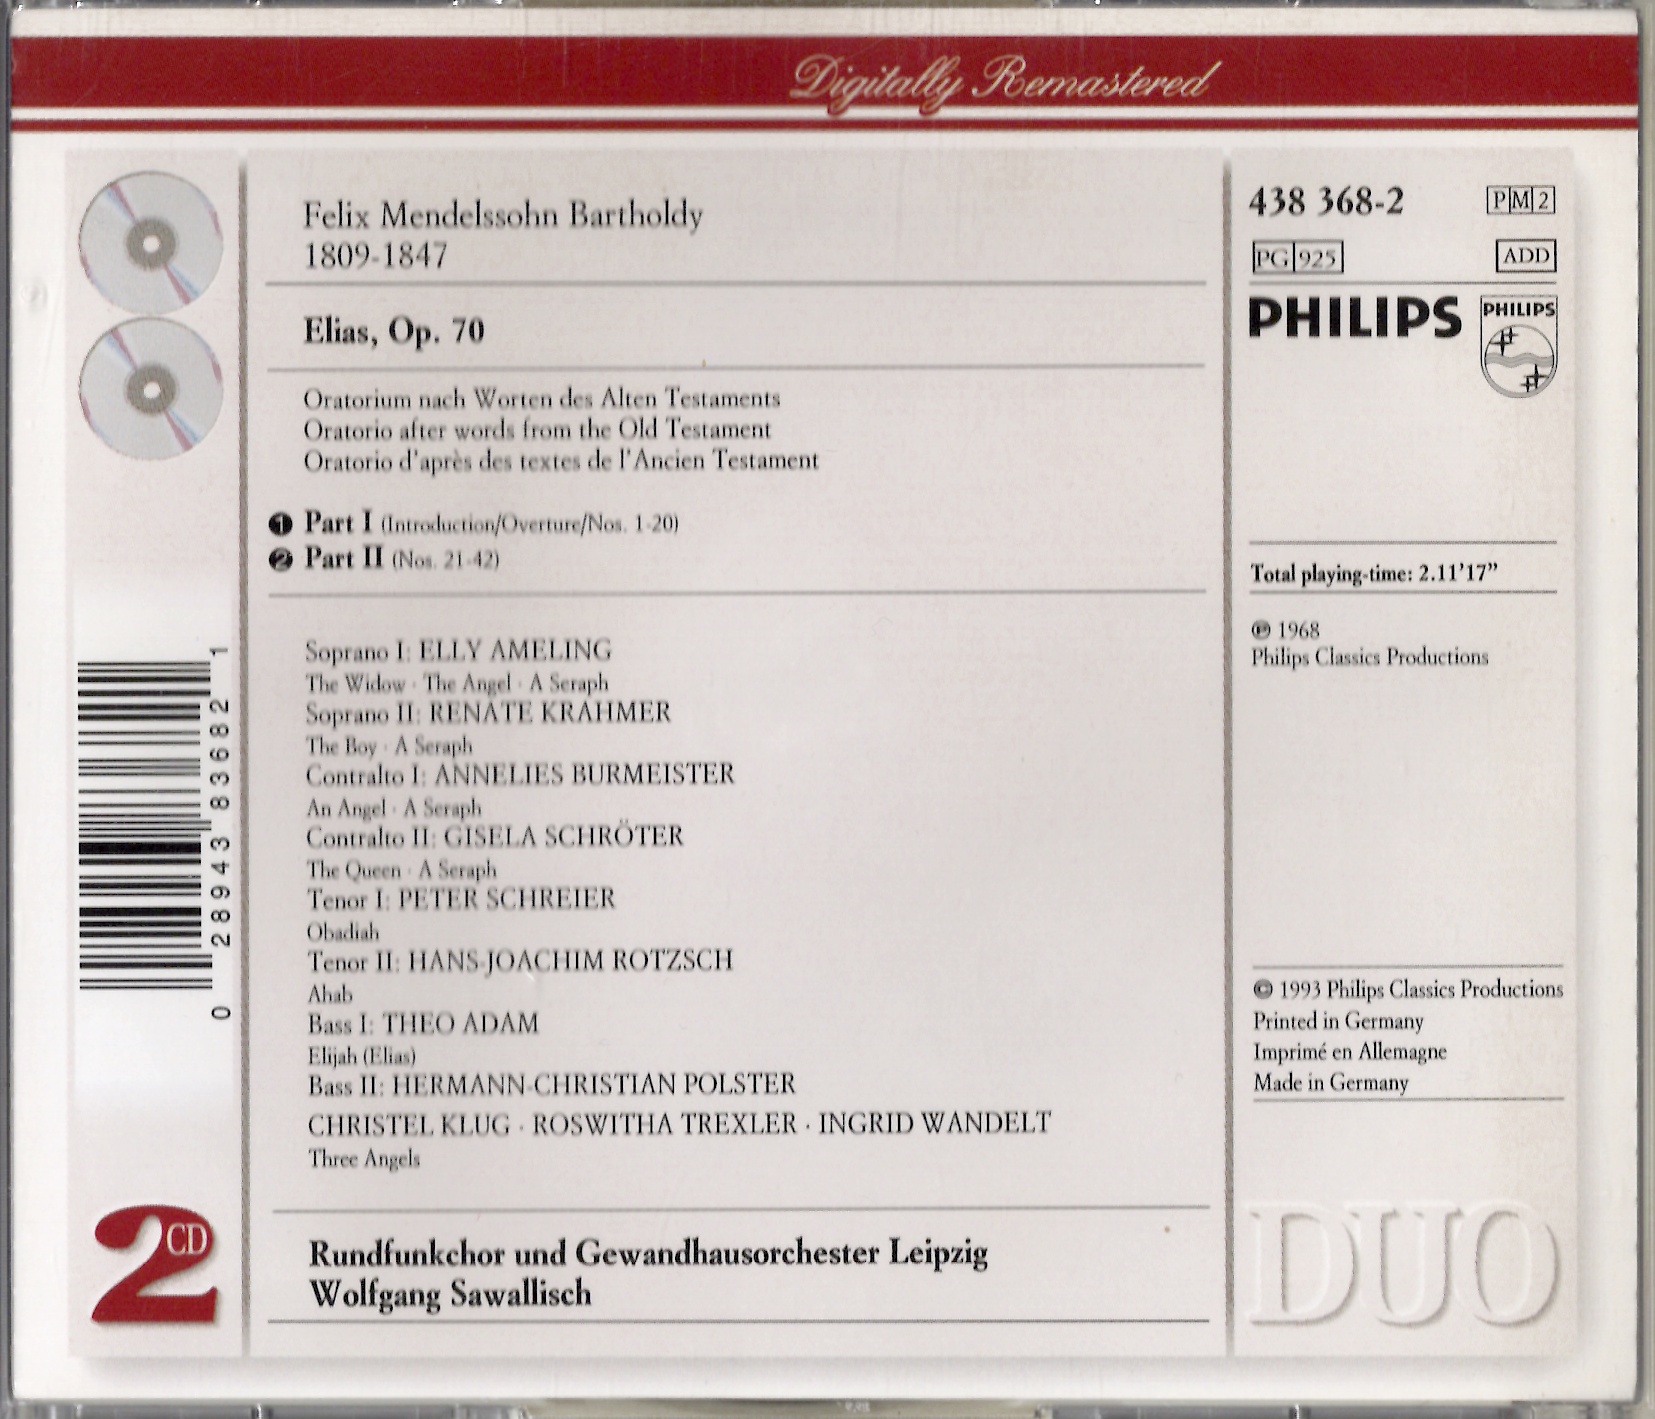 Digitally Remastered
Felix Mendelssohn Bartholdy
1809-1847
Elias, Op. 70
Oratorium nach Worten des Alten Testaments
Oratorio after words from the Old Testament
Oratorio d'après des textes de l'Ancien Testament
1 Part I (Introduction/Overture/Nos. 1-20)
2 Part II (Nos. 21-42)
Soprano I: ELLY AMELING
The Widow · The Angel · A Seraph
Soprano II: RENATE KRAHMER
The Boy · A Seraph
Contralto I: ANNELIES BURMEISTER
An Angel · A Seraph
Contralto II: GISELA SCHRÖTER
The Queen · A Seraph
Tenor I: PETER SCHREIER
Obadiah
Tenor II: HANS-JOACHIM ROTZSCH
Ahab
Bass I: THEO ADAM
Elijah (Elias)
Bass II: HERMANN-CHRISTIAN POLSTER
CHRISTEL KLUG · ROSWITHA TREXLER · INGRID WANDELT
Three Angels
Rundfunkchor und Gewandhausorchester Leipzig
Wolfgang Sawallisch
438 368-2
PM2
PG 925
ADD
PHILIPS
PHILIPS
Total playing-time: 2.11'17"
℗ 1968
Philips Classics Productions
© 1993 Philips Classics Productions
Printed in Germany
Imprimé en Allemagne
Made in Germany
DUO
0 28943 83682 1
2 CD